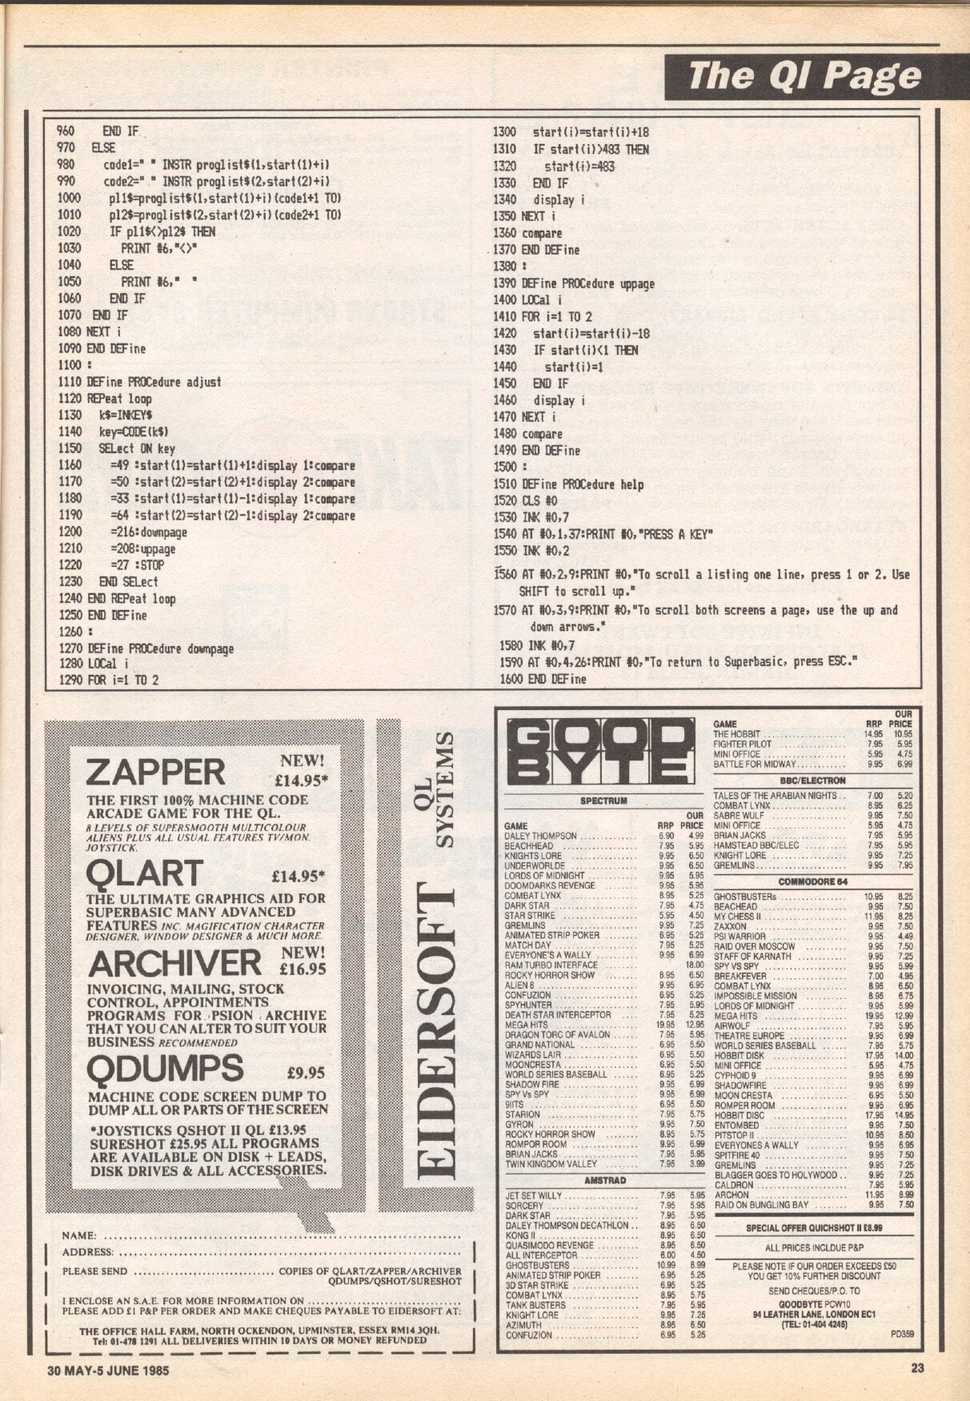 The Ql Page
960 END IF
970 ELSE
980 code1=" " INSTR proglist$(1,start(1)+i)
990 code2=" " INSTR proglist$(2,start(2)+i)
1000 pl1$=proglist$(1,start(1)+i)(code1+1 TO)
1010 pl2$=proglist$(2,start(2)+i)(code2+1 TO)
1020 IF pl1$<>pl2$ THEN
1030 PRINT #6,"<>"
1040 ELSE
1050 PRINT #6,"  "
1060 END IF
1070 END IF
1080 NEXT i
1090 END DEFine
1100 :
1110 DEFine PROCedure adjust
1120 REPeat loop
1130 k$=INKEY$
1140 key=CODE(k$)
1150 SELect ON key
1160 =49 :start(1)=start(1)+1:display 1:compare
1170 =50 :start(2)=start(2)+1:display 2:compare
1180 =33 :start(1)=start(1)-1:display 1:compare
1190 =64 :start(2)=start(2)-1:display 2:compare
1200 =216:downpage
1210 =208:uppage
1220 =27 :STOP
1230 END SELect
1240 END REPeat loop
1250 END DEFine
1260 :
1270 DEFine PROCedure downpage
1280 LOCal i
1290 FOR i=1 TO 2
1300 start(i)=start(i)+18
1310 IF start(i)>483 THEN
1320 start(i)=483
1330 END IF
1340 display i
1350 NEXT i
1360 compare
1370 END DEFine
1380 :
1390 DEFine PROCedure uppage
1400 LOCal i
1410 FOR i=1 TO 2
1420 start(i)=start(i)-18
1430 IF start(i)<1 THEN
1440 start(i)=1
1450 END IF
1460 display i
1470 NEXT i
1480 compare
1490 END DEFine
1500 :
1510 DEFine PROCedure help
1520 CLS #0
1530 INK #0,7
1540 AT #0,1,37:PRINT #0,"PRESS A KEY"
1550 INK #0,2
1560 AT #0,2,9:PRINT #0,"To scroll a listing one line, press 1 or 2. Use
SHIFT to scroll up."
1570 AT #0,3,9:PRINT #0,"To scroll both screens a page, use the up and
down arrows."
1580 INK #0,7
1590 AT #0,4,26:PRINT #0,"To return to Superbasic, press ESC."
1600 END DEFine
ZAPPER NEW! £14.95*
THE FIRST 100% MACHINE CODE
ARCADE GAME FOR THE QL.
8 LEVELS OF SUPERSMOOTH MULTICOLOUR
ALIENS PLUS ALL USUAL FEATURES TV/MON.
JOYSTICK.
QLART £14.95*
THE ULTIMATE GRAPHICS AID FOR
SUPERBASIC MANY ADVANCED
FEATURES INC. MAGIFICATION CHARACTER
DESIGNER, WINDOW DESIGNER & MUCH MORE.
ARCHIVER NEW! £16.95
INVOICING, MAILING, STOCK
CONTROL, APPOINTMENTS
PROGRAMS FOR PSION ARCHIVE
THAT YOU CAN ALTER TO SUIT YOUR
BUSINESS RECOMMENDED
QDUMPS £9.95
MACHINE CODE SCREEN DUMP TO
DUMP ALL OR PARTS OF THE SCREEN
*JOYSTICKS QSHOT II QL £13.95
SURESHOT £25.95 ALL PROGRAMS
ARE AVAILABLE ON DISK + LEADS,
DISK DRIVES & ALL ACCESSORIES.
EIDERSOFT QL SYSTEMS
NAME:
ADDRESS:
PLEASE SEND COPIES OF QLART/ZAPPER/ARCHIVER
QDUMPS/QSHOT/SURESHOT
I ENCLOSE AN S.A.E. FOR MORE INFORMATION ON
PLEASE ADD £1 P&P PER ORDER AND MAKE CHEQUES PAYABLE TO EIDERSOFT AT:
THE OFFICE HALL FARM, NORTH OCKENDON, UPMINSTER, ESSEX RM14 3QH.
Tel: 01-478 1291 ALL DELIVERIES WITHIN 10 DAYS OR MONEY REFUNDED
GOOD
BYTE
SPECTRUM
GAME RRP OUR PRICE
DALEY THOMPSON 6.90 4.99
BEACHHEAD 7.95 5.95
KNIGHTS LORE 9.95 6.50
UNDERWORLDE 9.95 6.50
LORDS OF MIDNIGHT 9.95 5.95
DOOMDARKS REVENGE 9.95 5.95
COMBAT LYNX 8.95 5.25
DARK STAR 7.95 4.75
STAR STRIKE 5.95 4.50
GREMLINS 9.95 7.25
ANIMATED STRIP POKER 6.95 5.25
MATCH DAY 7.95 5.25
EVERYONE'S A WALLY 9.95 6.99
RAM TURBO INTERFACE 18.00
ROCKY HORROR SHOW 8.95 6.50
ALIEN 8 9.95 6.95
CONFUZION 6.95 5.25
SPYHUNTER 7.95 5.95
DEATH STAR INTERCEPTOR 7.95 5.25
MEGA HITS 19.95 12.95
DRAGON TORC OF AVALON 7.95 5.95
GRAND NATIONAL 6.95 5.50
WIZARDS LAIR 6.95 5.50
MOONCRESTA 6.95 5.50
WORLD SERIES BASEBALL 6.95 5.25
SHADOW FIRE 9.95 6.99
SPY Vs SPY 9.95 6.99
911TS 6.95 5.50
STARION 7.95 5.75
GYRON 9.95 7.50
ROCKY HORROR SHOW 8.95 5.75
ROMPOR ROOM 9.95 6.99
BRIAN JACKS 7.95 5.95
TWIN KINGDOM VALLEY 7.95 3.99
AMSTRAD
JET SET WILLY 7.95 5.95
SORCERY 7.95 5.95
DARK STAR 7.95 5.95
DALEY THOMPSON DECATHLON 8.95 6.50
KONG II 8.95 6.50
QUASIMODO REVENGE 8.95 6.50
ALL INTERCEPTOR 6.00 4.50
GHOSTBUSTERS 10.99 8.99
ANIMATED STRIP POKER 6.95 5.25
3D STAR STRIKE 6.95 5.25
COMBAT LYNX 8.95 5.75
TANK BUSTERS 7.95 5.95
KNIGHT LORE 9.95 7.25
AZIMUTH 8.95 6.50
CONFUZION 6.95 5.25
GAME RRP OUR PRICE
THE HOBBIT 14.95 10.95
FIGHTER PILOT 7.95 5.95
MINI OFFICE 5.95 4.75
BATTLE FOR MIDWAY 9.95 6.99
BBC/ELECTRON
TALES OF THE ARABIAN NIGHTS 7.00 5.20
COMBAT LYNX 8.95 6.25
SABRE WULF 9.95 7.50
MINI OFFICE 5.95 4.75
BRIAN JACKS 7.95 5.95
HAMSTEAD BBC/ELEC 7.95 5.95
KNIGHT LORE 9.95 7.25
GREMLINS 9.95 7.95
COMMODORE 64
GHOSTBUSTERs 10.95 8.25
BEACHEAD 9.95 7.50
MY CHESS II 11.95 8.25
ZAXXON 9.95 7.50
PSI WARRIOR 9.95 4.49
RAID OVER MOSCOW 9.95 7.50
STAFF OF KARNATH 9.95 7.25
SPY VS SPY 9.95 5.99
BREAKFEVER 7.00 4.95
COMBAT LYNX 8.95 6.50
IMPOSSIBLE MISSION 8.95 6.75
LORDS OF MIDNIGHT 9.95 5.99
MEGA HITS 19.95 12.99
AIRWOLF 7.95 5.95
THEATRE EUROPE 9.95 6.99
WORLD SERIES BASEBALL 7.95 5.75
HOBBIT DISK 17.95 14.00
MINI OFFICE 5.95 4.75
CYPHOID 9 9.95 6.99
SHADOWFIRE 9.95 6.99
MOON CRESTA 8.95 6.50
ROMPER ROOM 9.95 6.95
HOBBIT DISC 17.95 14.95
ENTOMBED 9.95 7.50
PITSTOP II 10.95 8.50
EVERYONES A WALLY 9.95 6.95
SPITFIRE 40 9.95 7.50
GREMLINS 9.95 7.25
BLAGGER GOES TO HOLYWOOD 9.95 7.25
CALDRON 7.95 5.95
ARCHON 11.95 8.99
RAID ON BUNGLING BAY 9.95 7.50
SPECIAL OFFER QUICHSHOT II £8.99
ALL PRICES INCLDUE P&P
PLEASE NOTE IF OUR ORDER EXCEEDS £50
YOU GET 10% FURTHER DISCOUNT
SEND CHEQUES/P.O. TO
GOODBYTE PCW10
94 LEATHER LANE, LONDON EC1
(TEL: 01-404 4245)
PD359
30 MAY-5 JUNE 1985
23